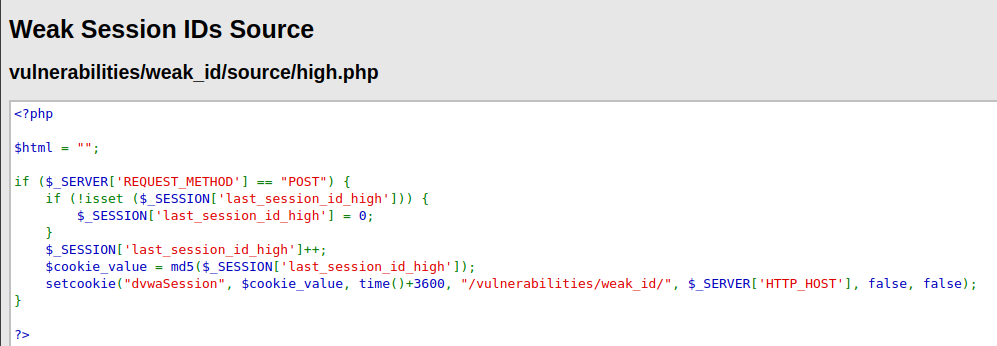 Weak Session IDs Source
vulnerabilities/weak_id/source/high.php
<?php
$html = "";
if ($_SERVER['REQUEST_METHOD'] == "POST") {
    if (!isset ($_SESSION['last_session_id_high'])) {
        $_SESSION['last_session_id_high'] = 0;
    }
    $_SESSION['last_session_id_high']++;
    $cookie_value = md5($_SESSION['last_session_id_high']);
    setcookie("dvwaSession", $cookie_value, time()+3600, "/vulnerabilities/weak_id/", $_SERVER['HTTP_HOST'], false, false);
}
?>